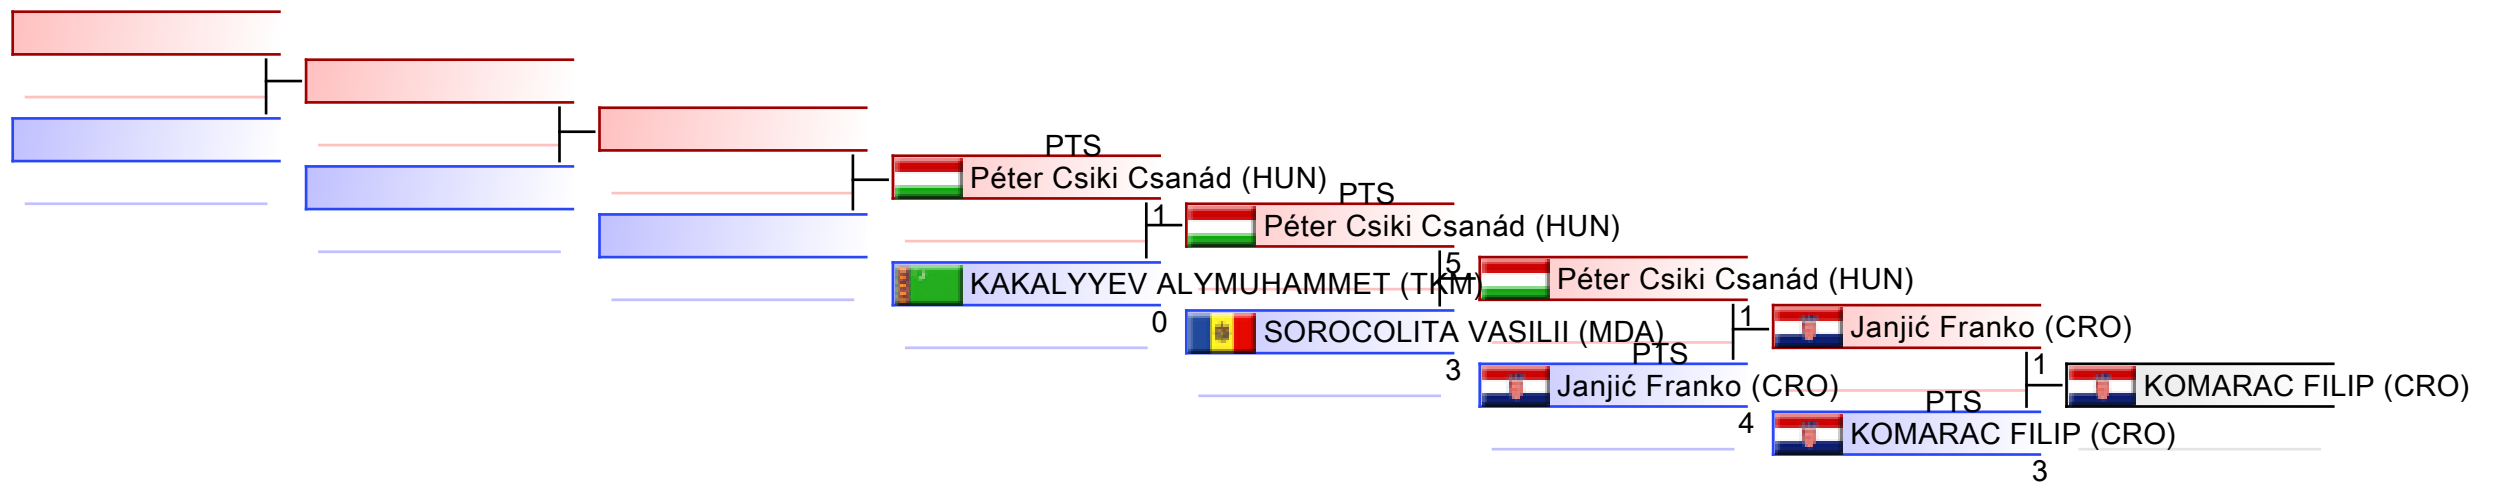 PTS
Péter Csiki Csanád (HUN)
1
KAKALYYEV ALYMUHAMMET (TKM)
0
PTS
Péter Csiki Csanád (HUN)
5
SOROCOLITA VASILII (MDA)
3
Péter Csiki Csanád (HUN)
1
PTS
Janjić Franko (CRO)
4
Janjić Franko (CRO)
1
PTS
KOMARAC FILIP (CRO)
3
KOMARAC FILIP (CRO)